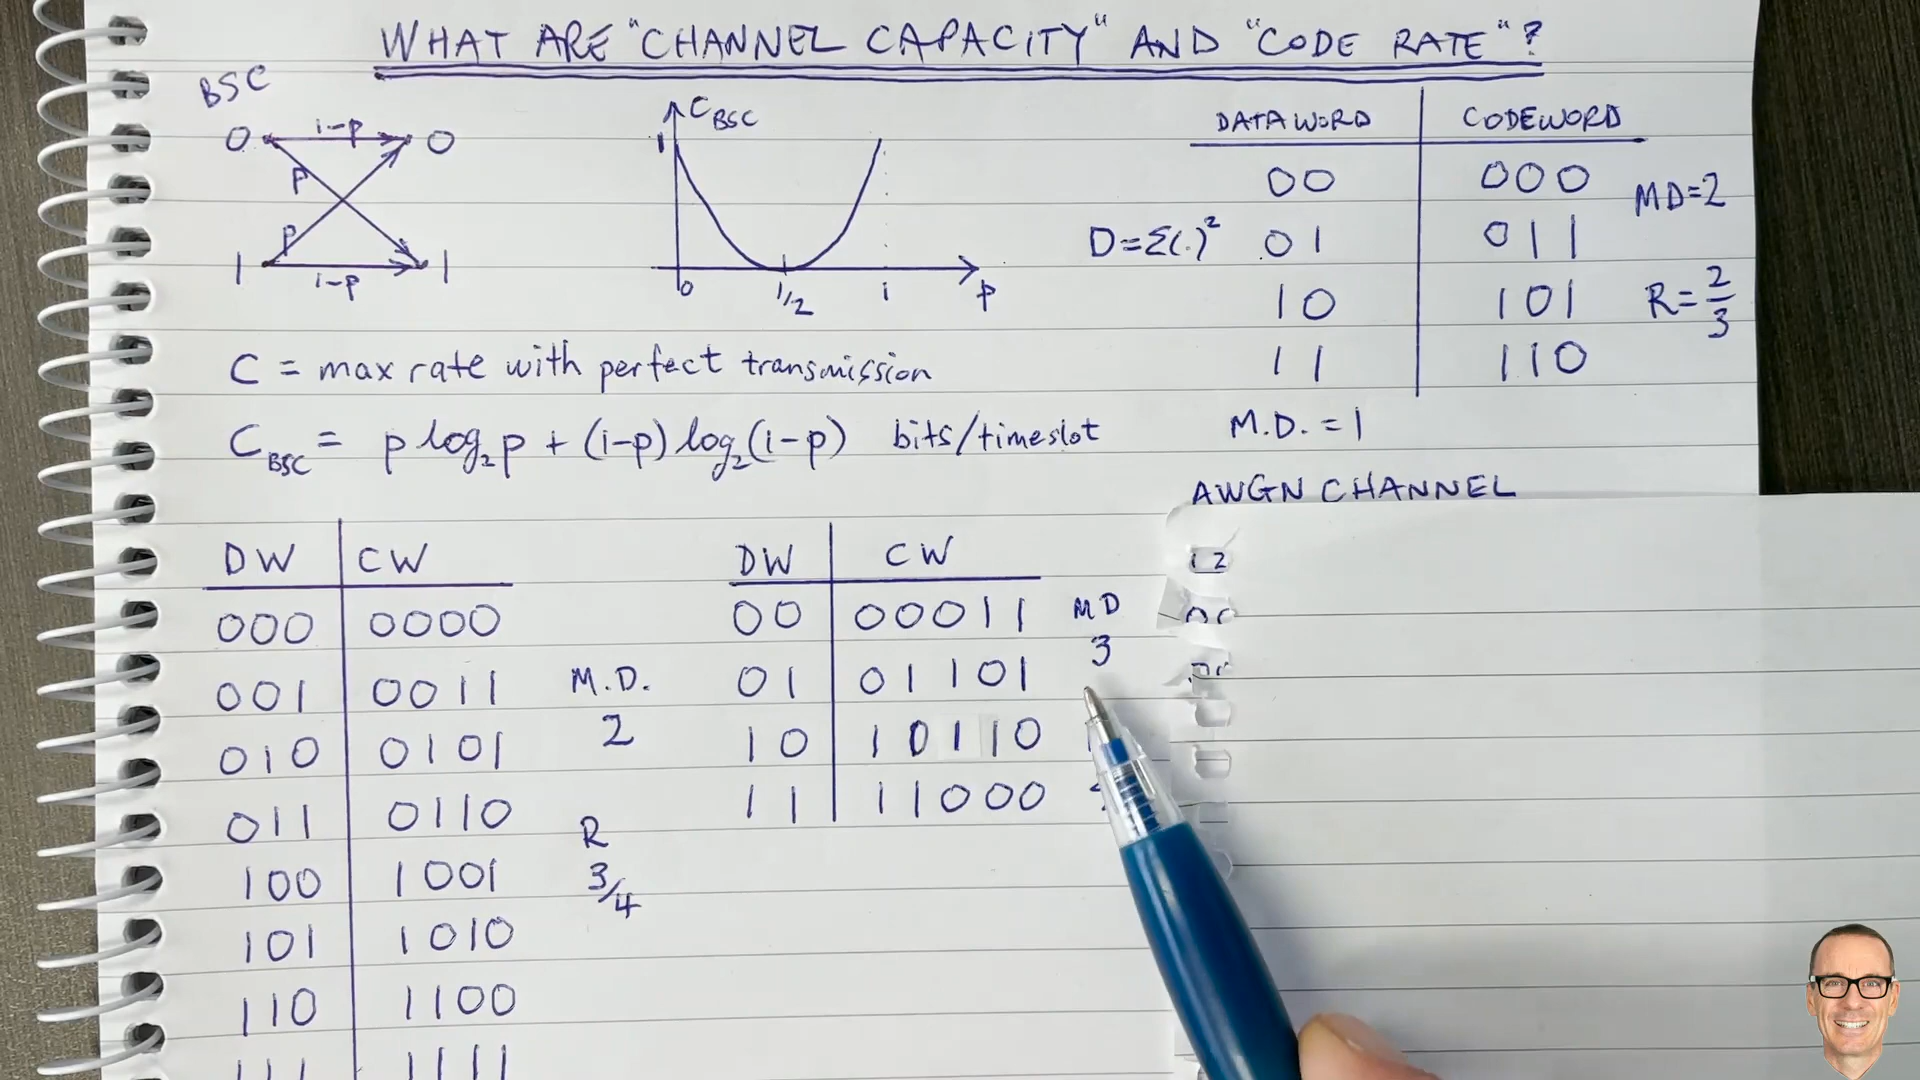 WHAT ARE "CHANNEL CAPACITY" AND "CODE RATE"?
BSC
0 1-p 0
p
p
1 1-p 1
C_BSC
1
0 1/2 1 p
C = max rate with perfect transmission
C_BSC = p log₂p + (1-p) log₂(1-p) bits/timeslot
DATAWORD CODEWORD
00 000 MD=2
D=Σ(.)² 01 011
10 101 R=2/3
11 110
M.D. = 1
AWGN CHANNEL
DW CW
000 0000
001 0011
010 0101
011 0110
100 1001
101 1010
110 1100
111 1111
M.D.
2
R
3/4
DW CW
00 00011
01 01101
10 10110
11 11000
MD
3